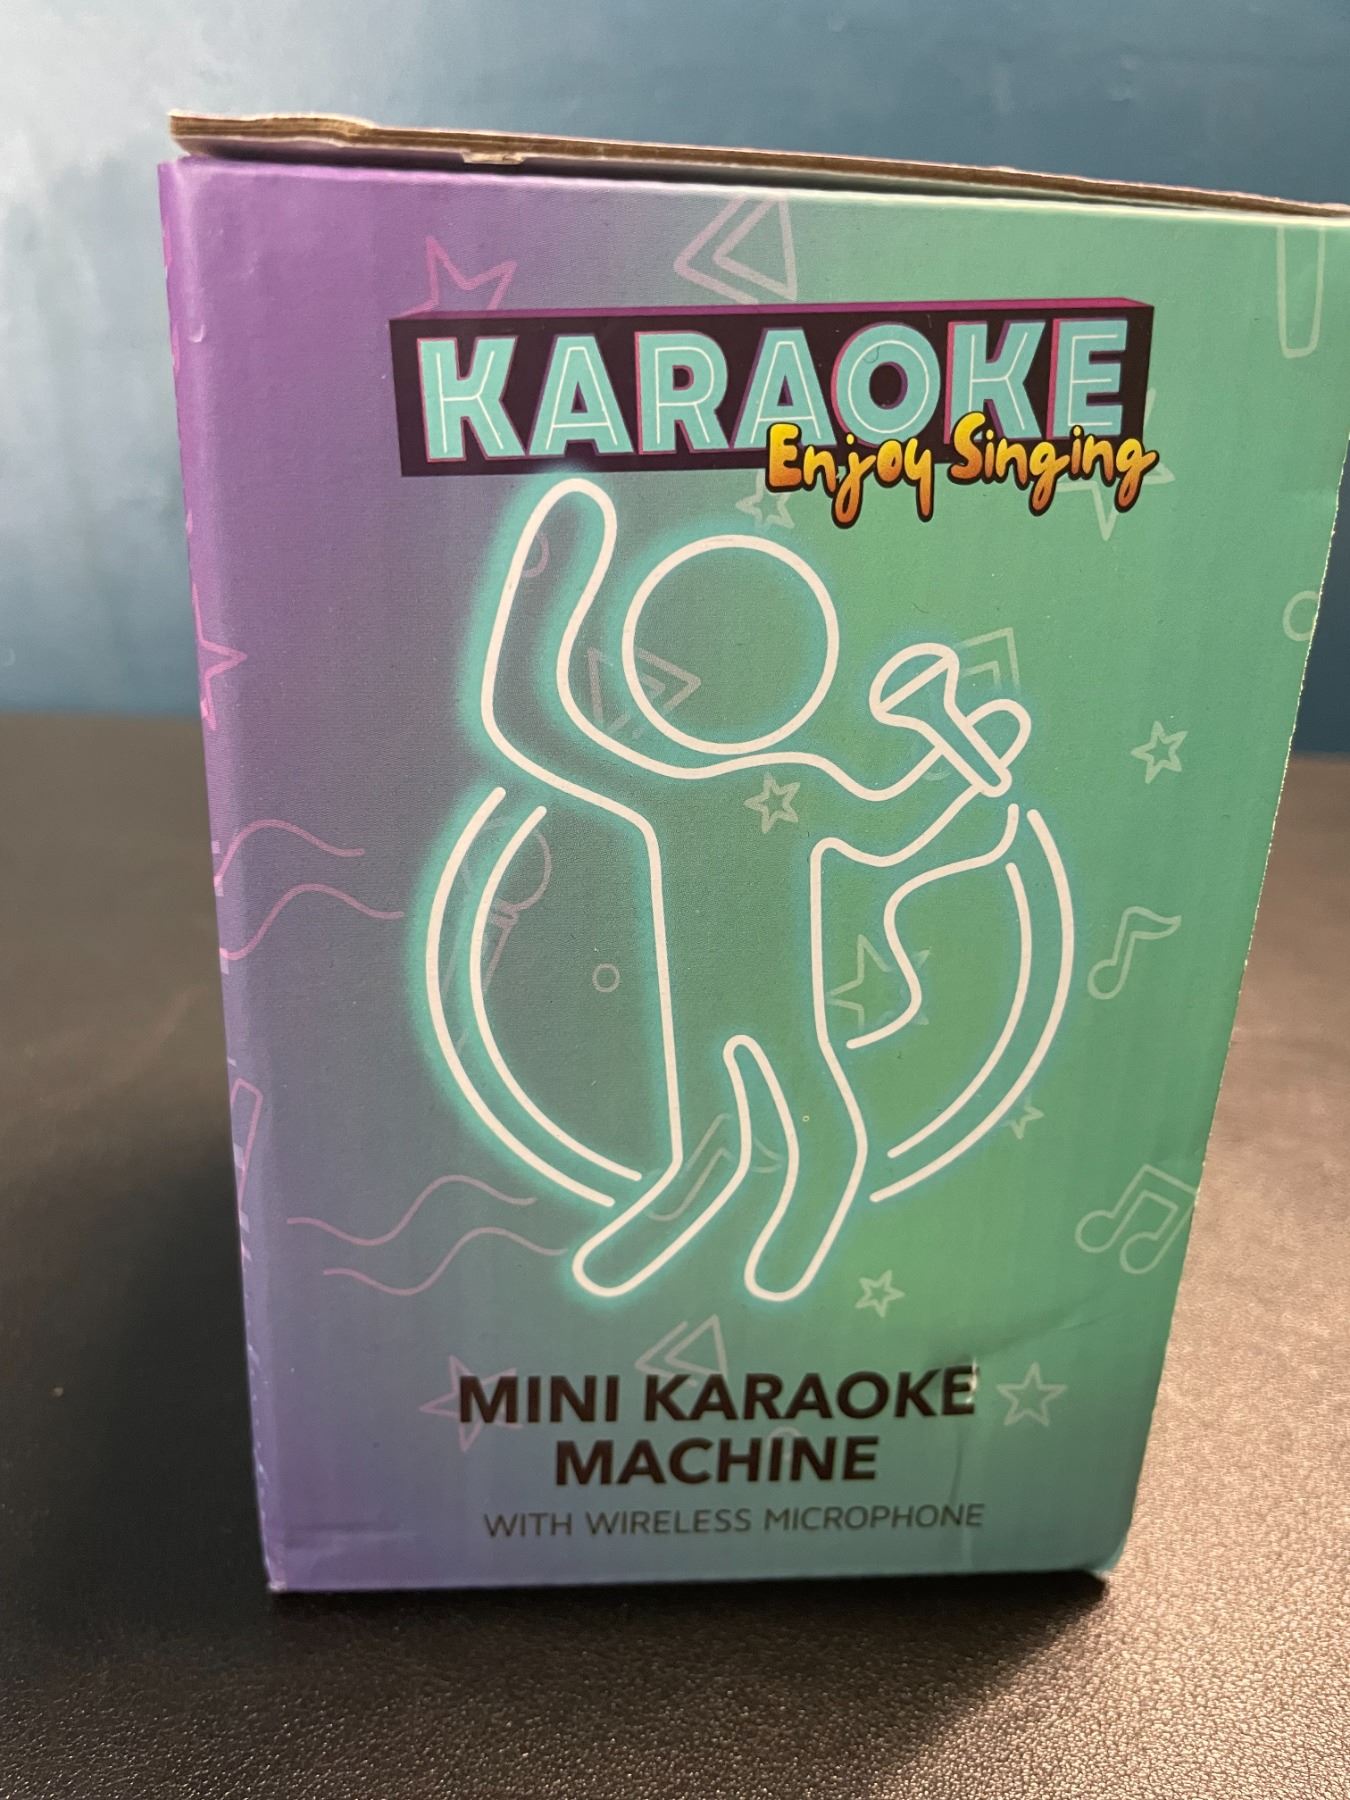 KARAOKE
Enjoy Singing
MINI KARAOKE
MACHINE
WITH WIRELESS MICROPHONE